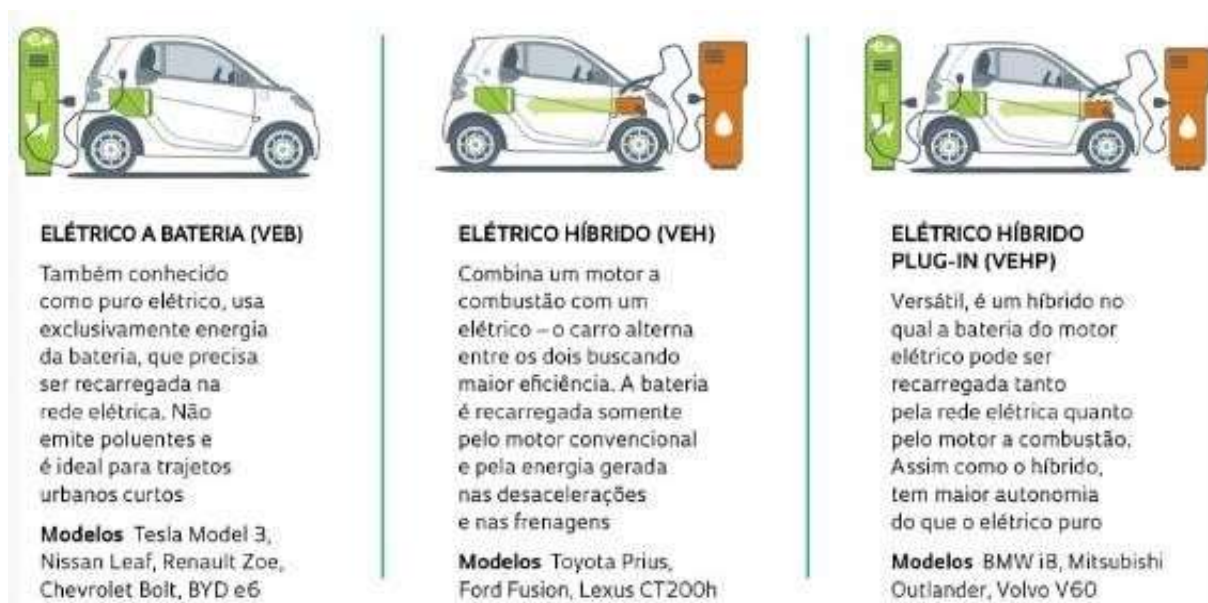 ELÉTRICO A BATERIA (VEB)
Também conhecido
como puro elétrico, usa
exclusivamente energia
da bateria, que precisa
ser recarregada na
rede elétrica. Não
emite poluentes e
é ideal para trajetos
urbanos curtos
Modelos Tesla Model 3,
Nissan Leaf, Renault Zoe,
Chevrolet Bolt, BYD e6
ELÉTRICO HÍBRIDO (VEH)
Combina um motor a
combustão com um
elétrico – o carro alterna
entre os dois buscando
maior eficiência. A bateria
é recarregada somente
pelo motor convencional
e pela energia gerada
nas desacelerações
e nas frenagens
Modelos Toyota Prius,
Ford Fusion, Lexus CT200h
ELÉTRICO HÍBRIDO
PLUG-IN (VEHP)
Versátil, é um híbrido no
qual a bateria do motor
elétrico pode ser
recarregada tanto
pela rede elétrica quanto
pelo motor a combustão.
Assim como o híbrido,
tem maior autonomia
do que o elétrico puro
Modelos BMW i8, Mitsubishi
Outlander, Volvo V60